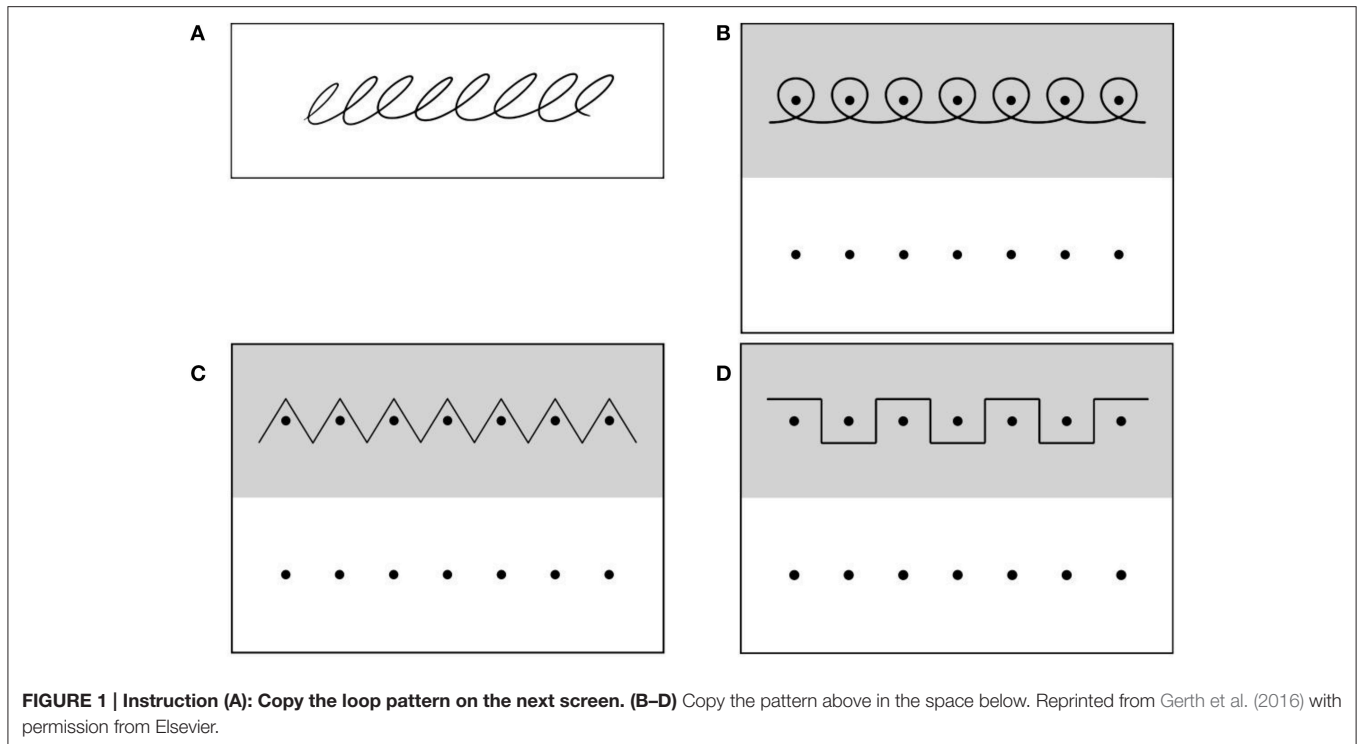 A
B
C
D
FIGURE 1 | Instruction (A): Copy the loop pattern on the next screen. (B–D) Copy the pattern above in the space below. Reprinted from Gerth et al. (2016) with
permission from Elsevier.